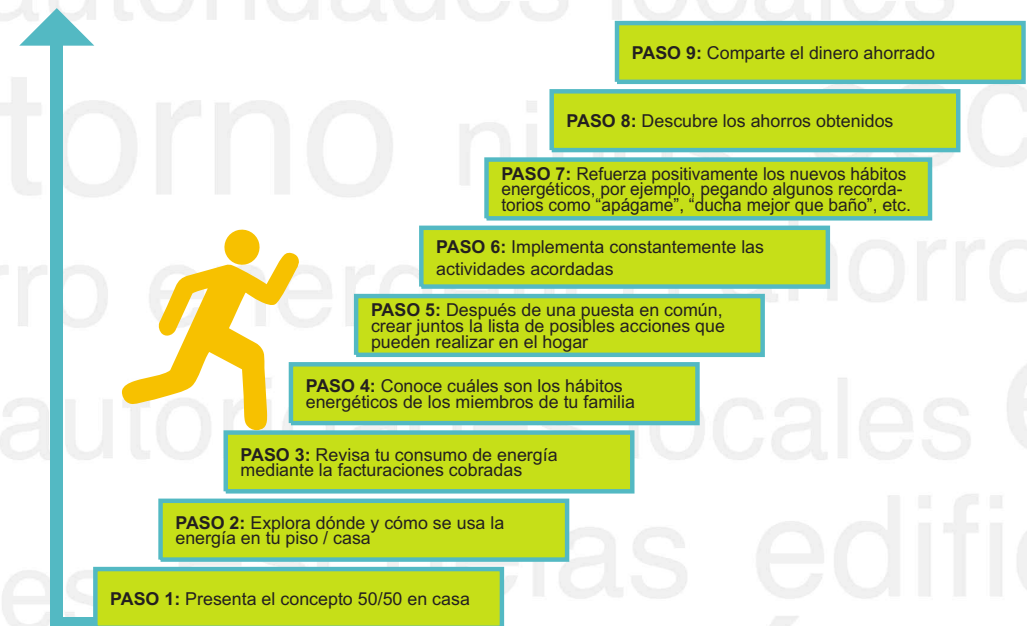 autoridades locales
torno
PASO 9: Comparte el dinero ahorrado
PASO 8: Descubre los ahorros obtenidos
PASO 7: Refuerza positivamente los nuevos hábitos
energéticos, por ejemplo, pegando algunos recorda-
torios como “apágame”, “ducha mejor que baño”, etc.
PASO 6: Implementa constantemente las
actividades acordadas
PASO 5: Después de una puesta en común,
crear juntos la lista de posibles acciones que
pueden realizar en el hogar
PASO 4: Conoce cuáles son los hábitos
energéticos de los miembros de tu familia
autoridades locales
PASO 3: Revisa tu consumo de energía
mediante la facturaciones cobradas
PASO 2: Explora dónde y cómo se usa la
energía en tu piso / casa
PASO 1: Presenta el concepto 50/50 en casa